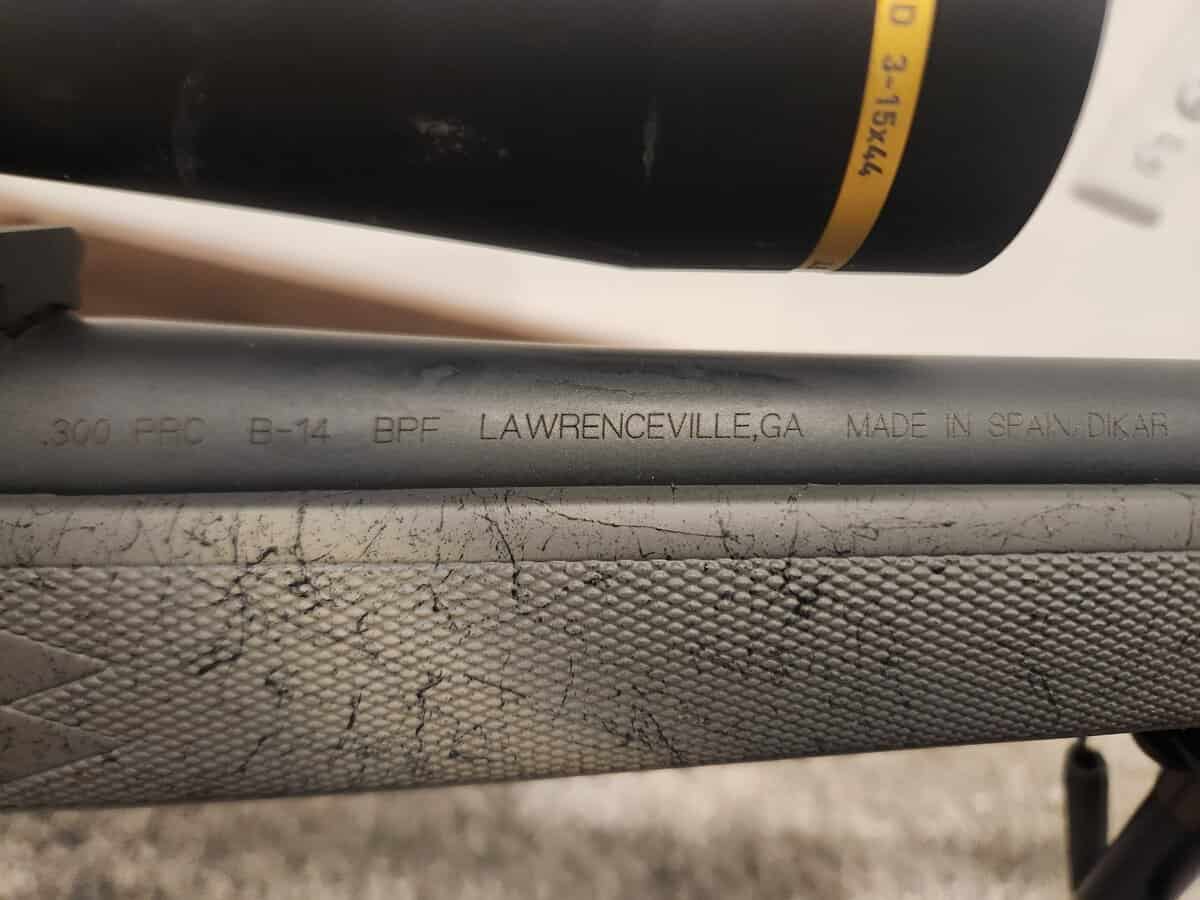 D 3-15x44
.300 PRC B-14 BPF LAWRENCEVILLE,GA MADE IN SPAIN-DIKAR